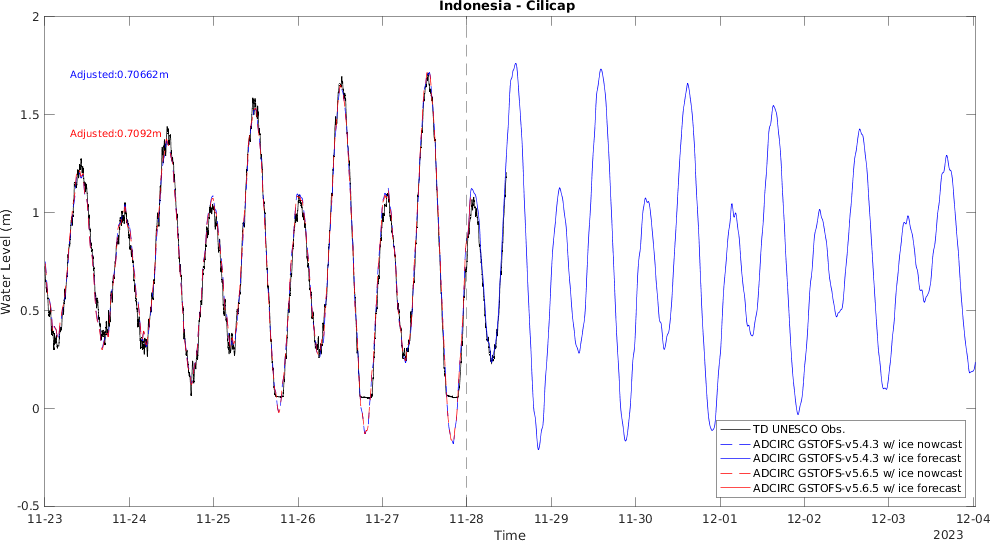 Indonesia - Cilicap
2
Adjusted:0.70662m
1.5
Adjusted:0.7092m
1
Water Level (m)
0.5
0
TD UNESCO Obs.
ADCIRC GSTOFS-v5.4.3 w/ ice nowcast
ADCIRC GSTOFS-v5.4.3 w/ ice forecast
ADCIRC GSTOFS-v5.6.5 w/ ice nowcast
ADCIRC GSTOFS-v5.6.5 w/ ice forecast
-0.5
11-23 11-24 11-25 11-26 11-27 11-28 11-29 11-30 12-01 12-02 12-03 12-04
Time
2023